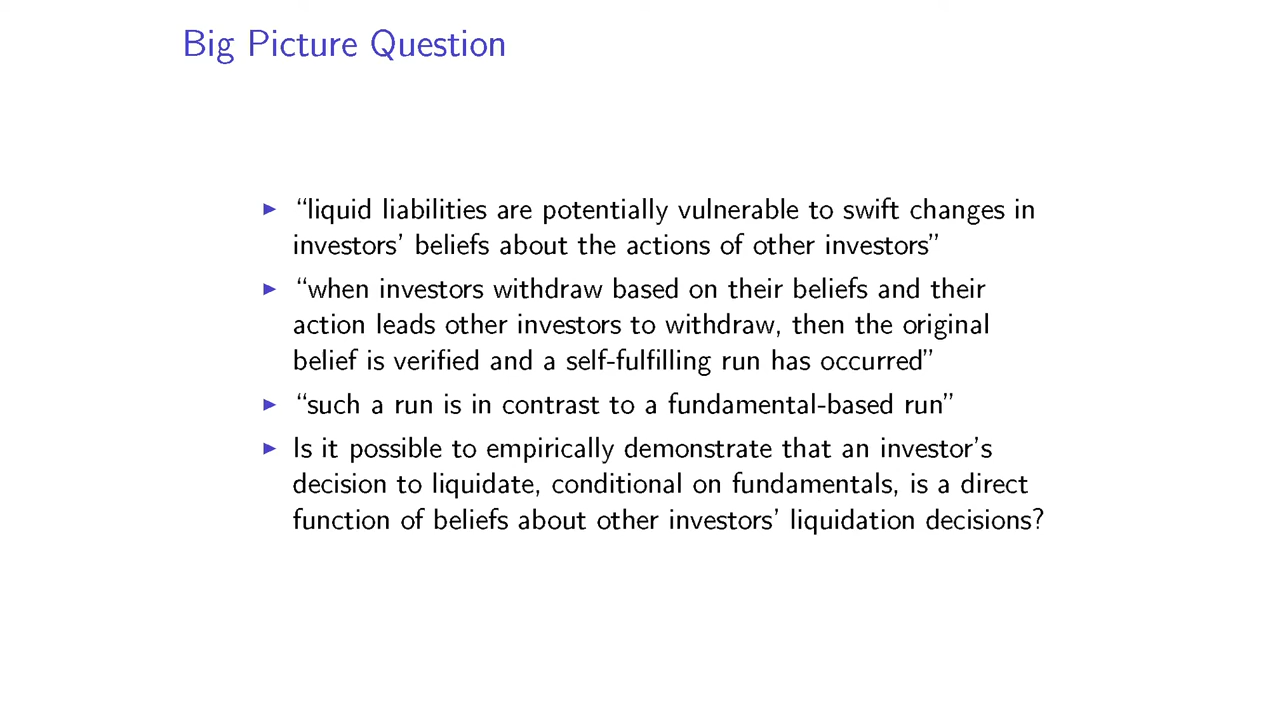 Big Picture Question
▶ “liquid liabilities are potentially vulnerable to swift changes in
investors’ beliefs about the actions of other investors”
▶ “when investors withdraw based on their beliefs and their
action leads other investors to withdraw, then the original
belief is verified and a self-fulfilling run has occurred”
▶ “such a run is in contrast to a fundamental-based run”
▶ Is it possible to empirically demonstrate that an investor’s
decision to liquidate, conditional on fundamentals, is a direct
function of beliefs about other investors’ liquidation decisions?